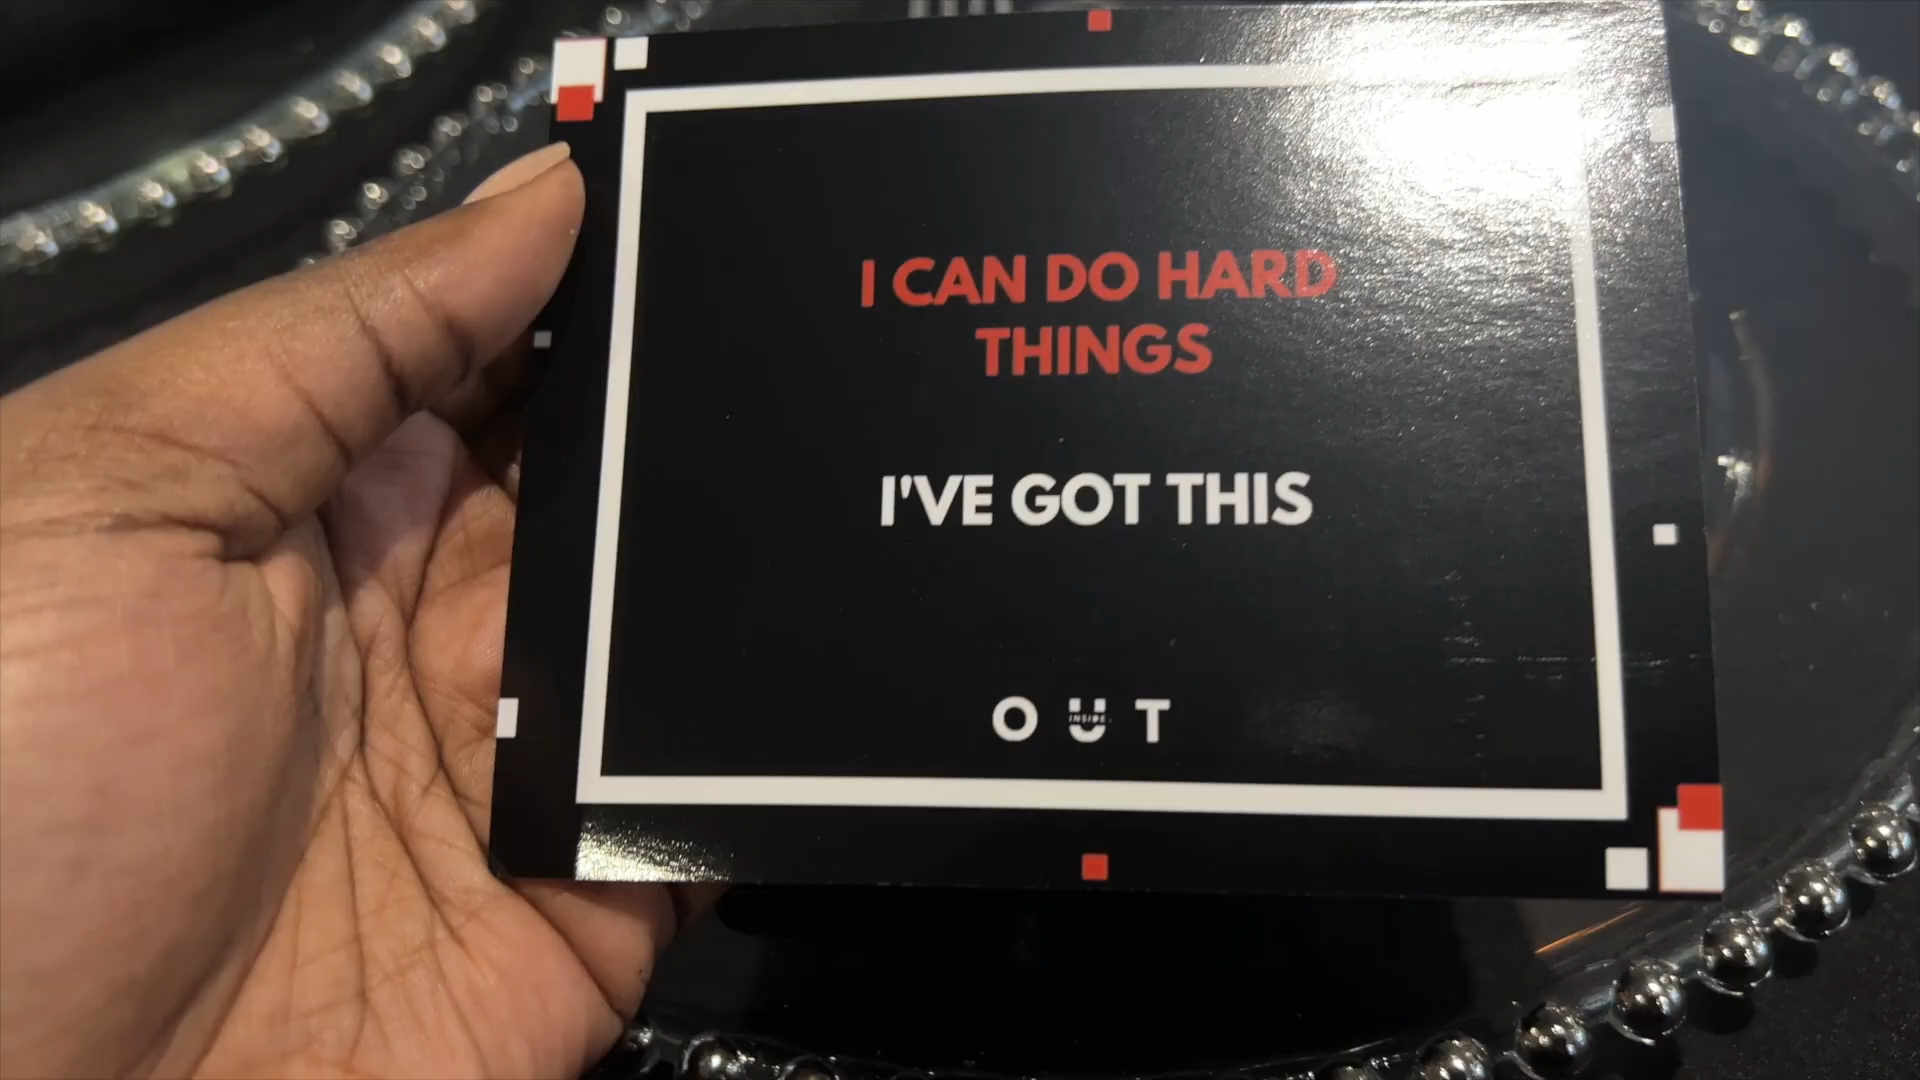 I CAN DO HARD
THINGS
I'VE GOT THIS
OUT
INSIDE.